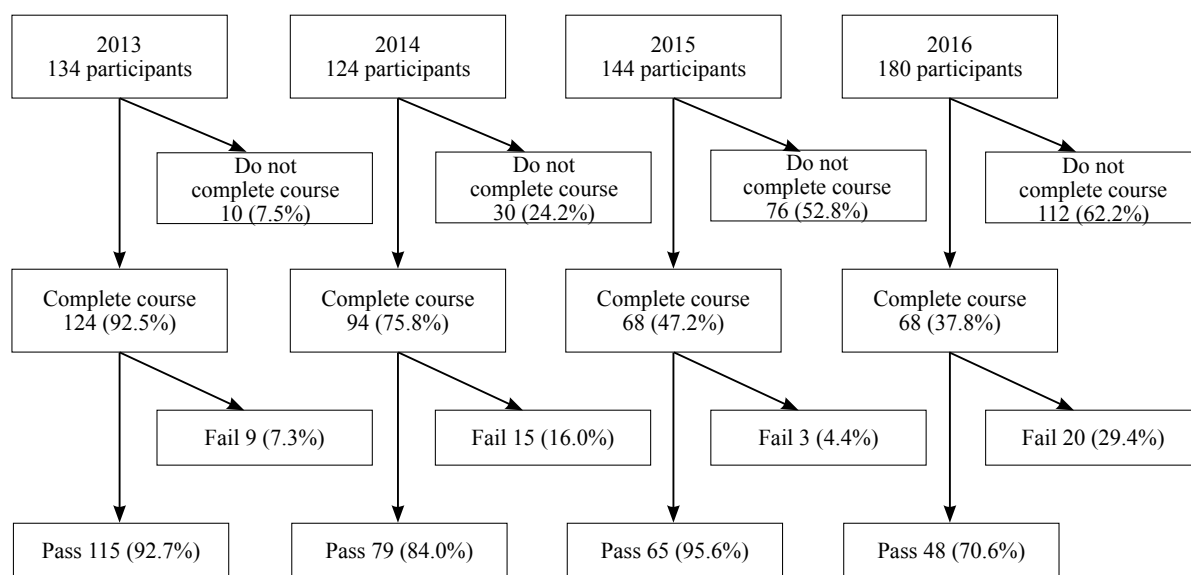 2013
134 participants
2014
124 participants
2015
144 participants
2016
180 participants
Do not
complete course
10 (7.5%)
Do not
complete course
30 (24.2%)
Do not
complete course
76 (52.8%)
Do not
complete course
112 (62.2%)
Complete course
124 (92.5%)
Complete course
94 (75.8%)
Complete course
68 (47.2%)
Complete course
68 (37.8%)
Fail 9 (7.3%)
Fail 15 (16.0%)
Fail 3 (4.4%)
Fail 20 (29.4%)
Pass 115 (92.7%)
Pass 79 (84.0%)
Pass 65 (95.6%)
Pass 48 (70.6%)